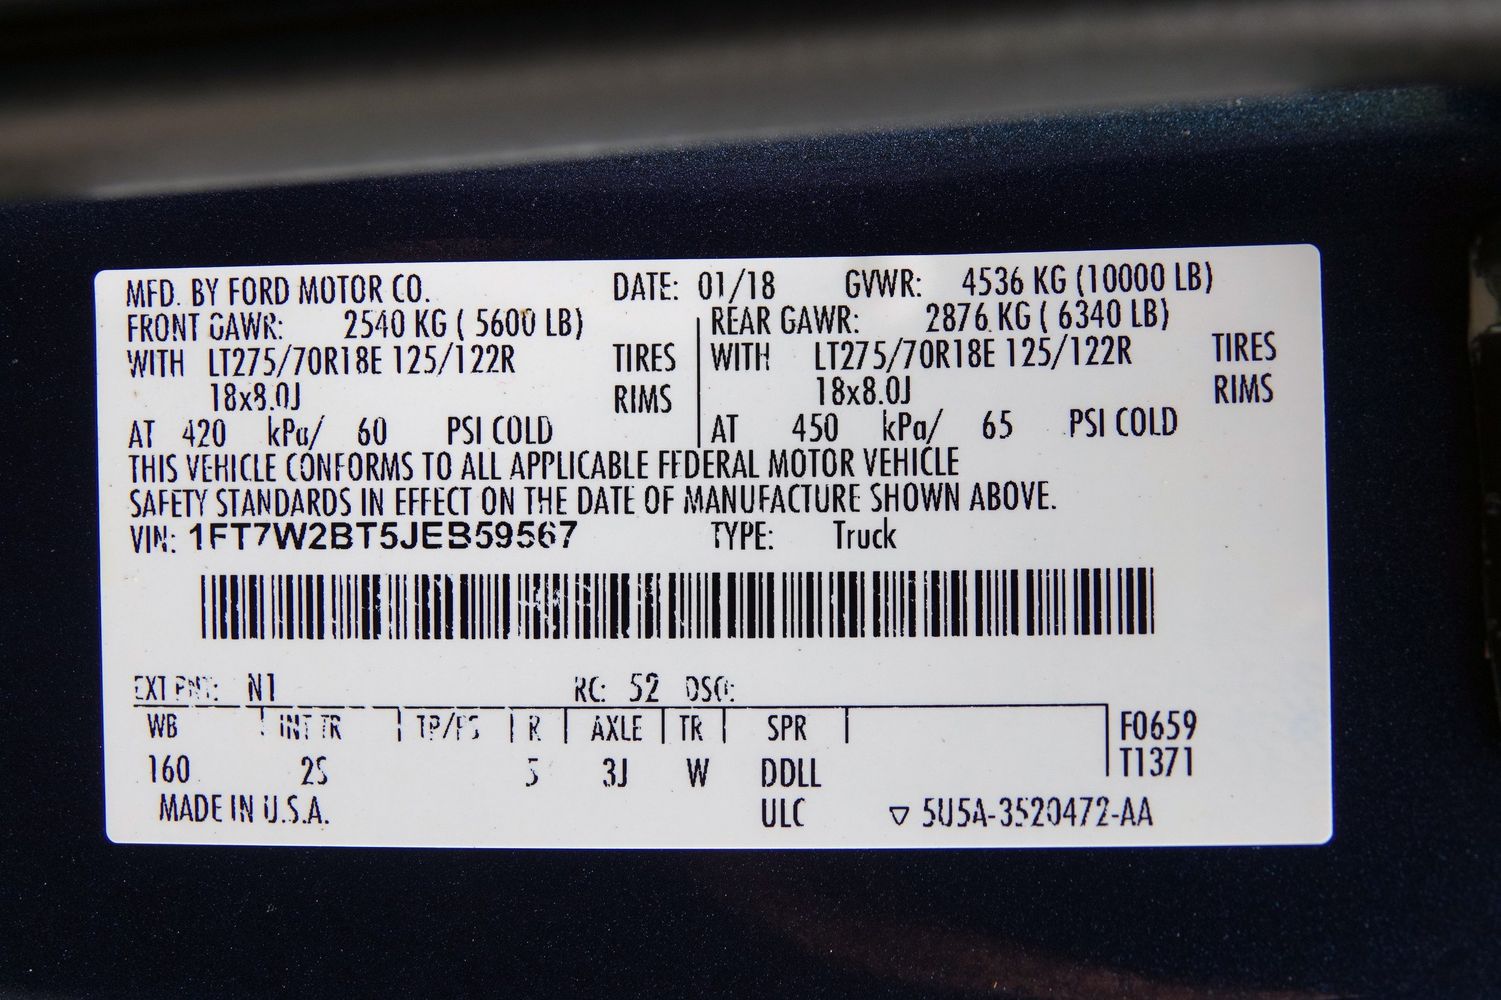 MFD. BY FORD MOTOR CO. DATE: 01/18 GVWR: 4536 KG (10000 LB)
FRONT GAWR: 2540 KG ( 5600 LB) REAR GAWR: 2876 KG ( 6340 LB)
WITH LT275/70R18E 125/122R TIRES WITH LT275/70R18E 125/122R TIRES
18x8.0J RIMS 18x8.0J RIMS
AT 420 kPa/ 60 PSI COLD AT 450 kPa/ 65 PSI COLD
THIS VEHICLE CONFORMS TO ALL APPLICABLE FEDERAL MOTOR VEHICLE
SAFETY STANDARDS IN EFFECT ON THE DATE OF MANUFACTURE SHOWN ABOVE.
VIN: 1FT7W2BT5JEB59567 TYPE: Truck
EXT PNT: N1 RC: 52 DSO:
WB INT TR TP/PS R AXLE TR SPR F0659
160 2S 5 3J W DDLL T1371
MADE IN U.S.A. ULC ▽ 5U5A-3520472-AA